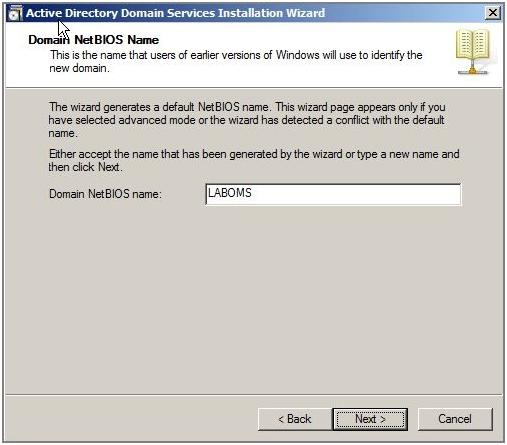 Active Directory Domain Services Installation Wizard
Domain NetBIOS Name
This is the name that users of earlier versions of Windows will use to identify the
new domain.
The wizard generates a default NetBIOS name. This wizard page appears only if you
have selected advanced mode or the wizard has detected a conflict with the default
name.
Either accept the name that has been generated by the wizard or type a new name and
then click Next.
Domain NetBIOS name: LABOMS
< Back Next > Cancel